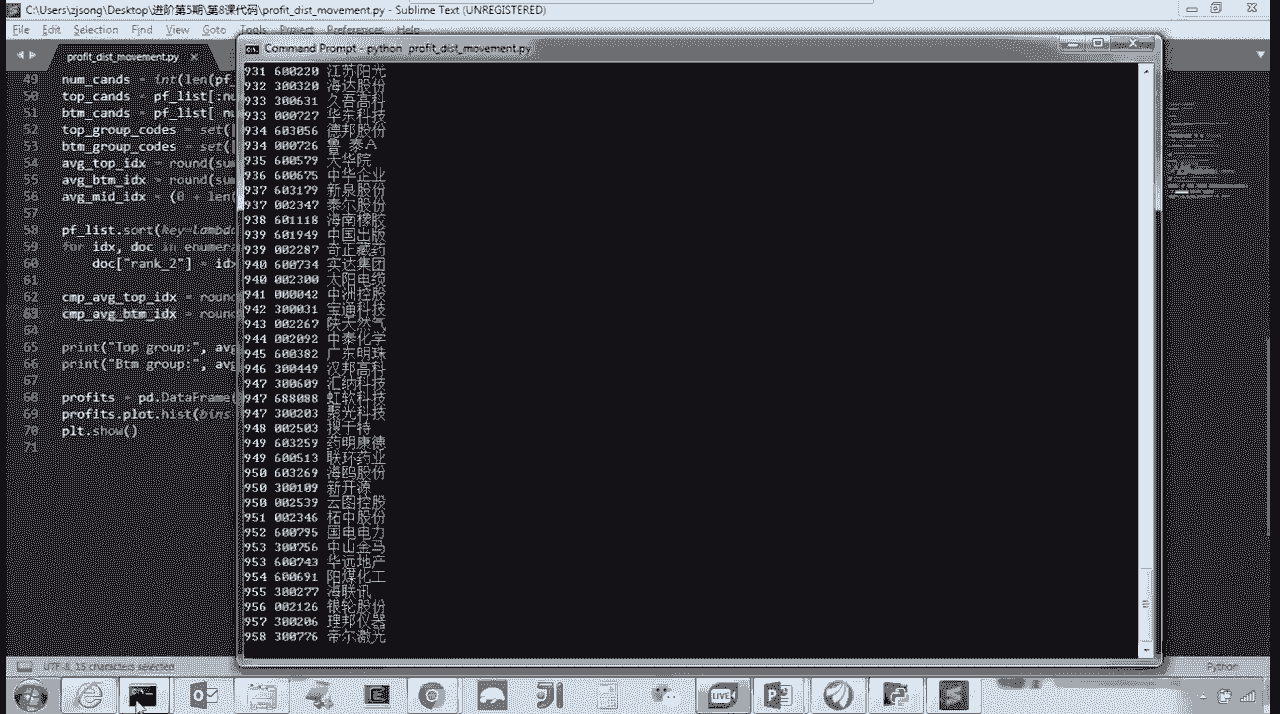 C:\Users\zjsong\Desktop\进阶第5期\第8课代码\profit_dist_movement.py - Sublime Text (UNREGISTERED)
File Edit Selection Find View Goto Tools Project Preferences Help
profit_dist_movement.py
Command Prompt - python profit_dist_movement.py
49 num_cands = int(len(pf
50 top_cands = pf_list[:nu
51 btm_cands = pf_list[-nu
52 top_group_codes = set(
53 btm_group_codes = set(
54 avg_top_idx = round(su
55 avg_btm_idx = round(su
56 avg_mid_idx = (0 + len
57
58 pf_list.sort(key=lambda
59 for idx, doc in enumer
60 doc["rank_2"] = id
61
62 cmp_avg_top_idx = roun
63 cmp_avg_btm_idx = roun
64
65 print("Top group:", av
66 print("Btm group:", av
67
68 profits = pd.DataFrame
69 profits.plot.hist(bins
70 plt.show()
71
931 600220 江苏阳光
932 300320 海达股份
933 300631 久吾高科
933 000727 华东科技
934 603056 德邦股份
934 000726 鲁 泰A
935 600579 天华院
936 600675 中华企业
937 603179 新泉股份
937 002347 泰尔股份
938 601118 海南橡胶
939 601949 中国出版
939 002287 奇正藏药
940 600734 实达集团
940 002300 太阳电缆
941 000042 中洲控股
942 300031 宝通科技
943 002267 陕天然气
944 002092 中泰化学
945 600382 广东明珠
946 300449 汉邦高科
947 300609 汇纳科技
947 688088 虹软科技
947 300203 聚光科技
948 002503 搜于特
949 603259 药明康德
949 600513 联环药业
950 603269 海鸥股份
950 300109 新开源
950 002539 云图控股
951 002346 柘中股份
952 600795 国电电力
953 300756 中山金马
953 600743 华远地产
954 600691 阳煤化工
955 300277 海联讯
956 002126 银轮股份
957 300206 理邦仪器
958 300776 帝尔激光
UTF-8, 15 characters selected
Python
LIVE